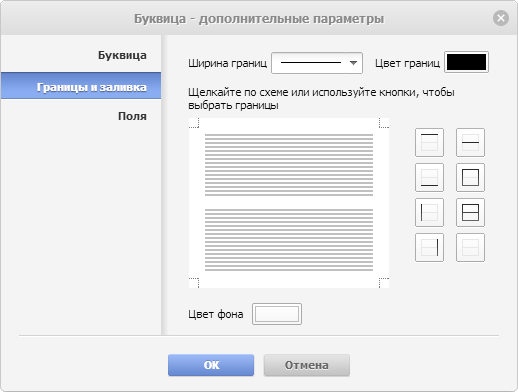 Буквица - дополнительные параметры
Буквица
Границы и заливка
Поля
Ширина границ
Цвет границ
Щелкайте по схеме или используйте кнопки, чтобы
выбрать границы
Цвет фона
OK
Отмена